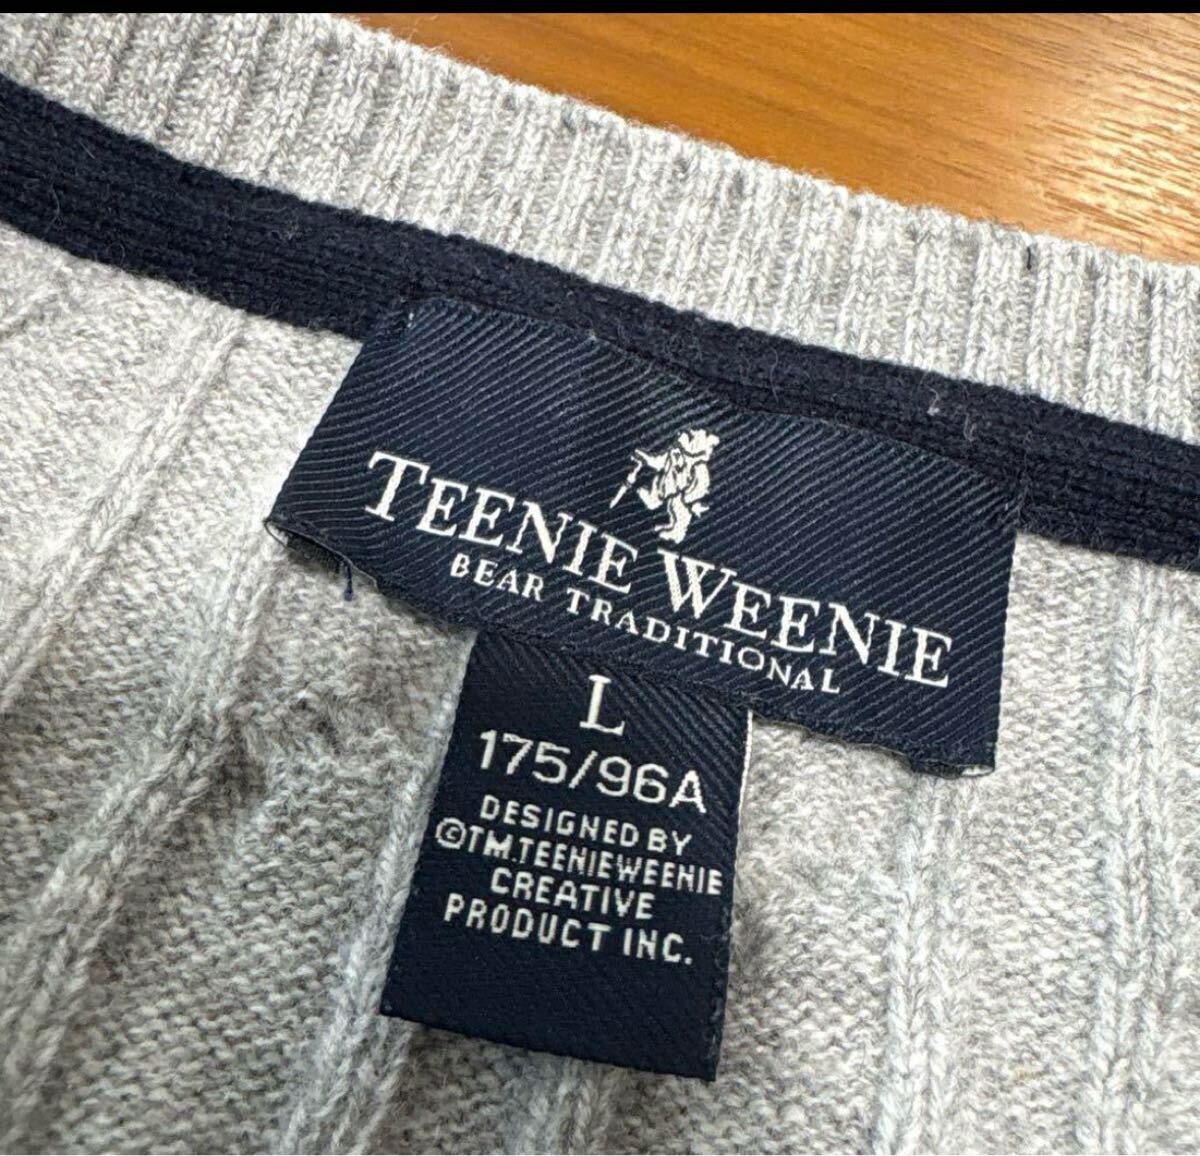 TEENIE WEENIE
BEAR TRADITIONAL
L
175/96A
DESIGNED BY
©TM.TEENIEWEENIE
CREATIVE
PRODUCT INC.